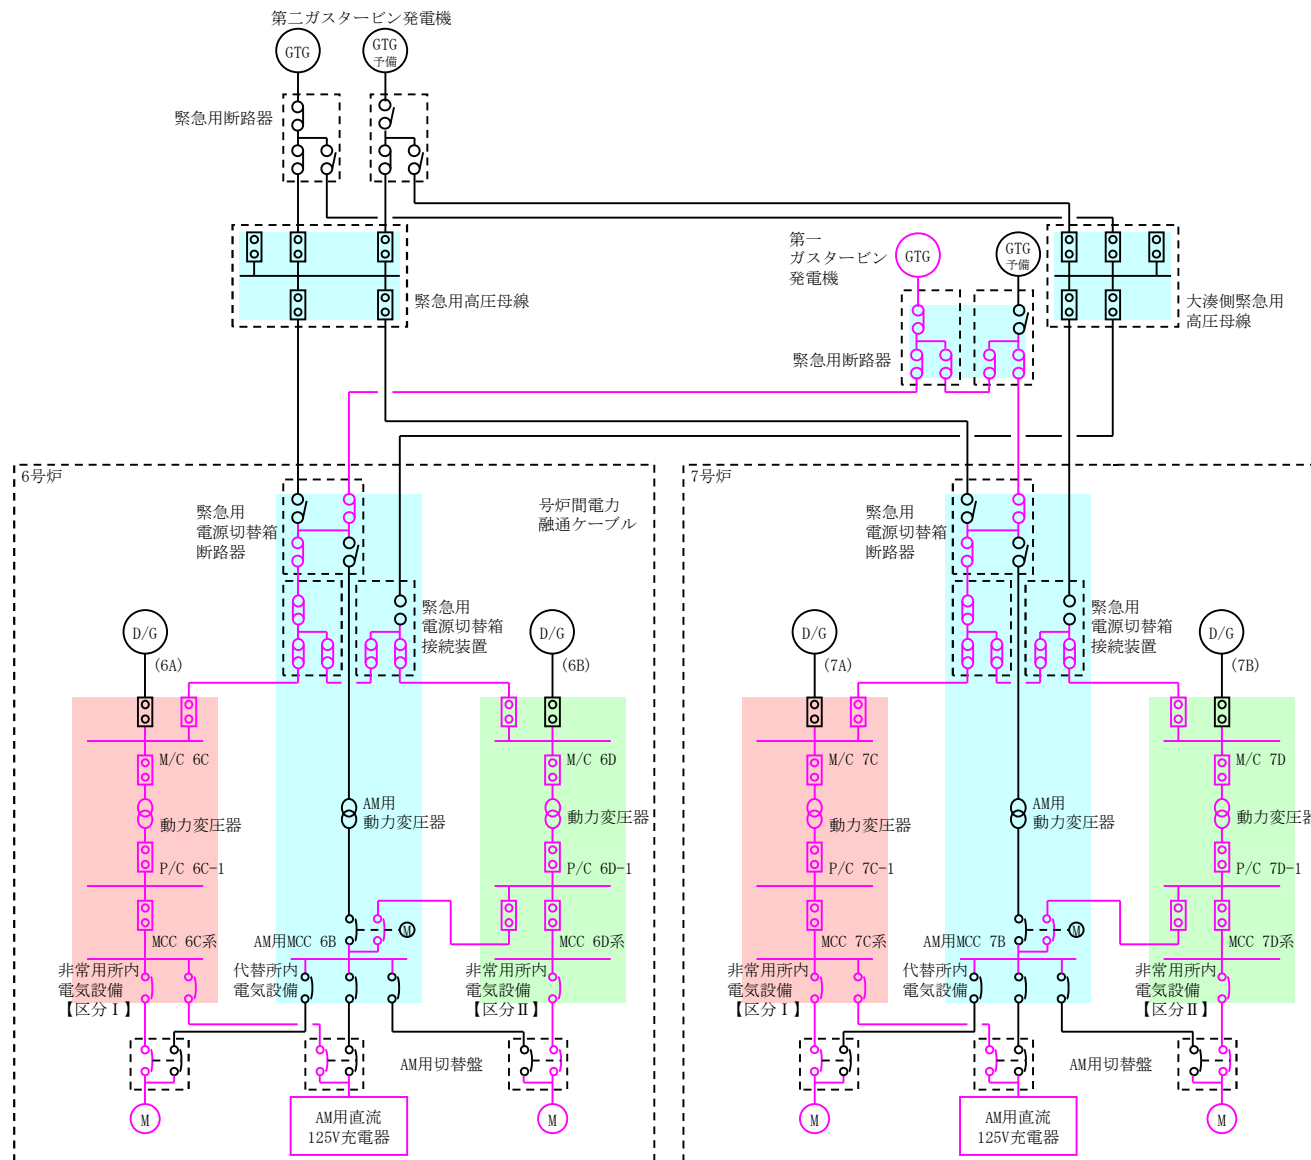 第二ガスタービン発電機
GTG
GTG
予備
緊急用断路器
緊急用高圧母線
第一
ガスタービン
発電機
GTG
GTG
予備
緊急用断路器
大湊側緊急用
高圧母線
6号炉
緊急用
電源切替箱
断路器
号炉間電力
融通ケーブル
緊急用
電源切替箱
接続装置
D/G
(6A)
D/G
(6B)
M/C 6C
動力変圧器
P/C 6C-1
MCC 6C系
非常用所内
電気設備
【区分Ⅰ】
AM用
動力変圧器
M
AM用MCC 6B
代替所内
電気設備
M/C 6D
動力変圧器
P/C 6D-1
MCC 6D系
非常用所内
電気設備
【区分Ⅱ】
AM用切替盤
M
AM用直流
125V充電器
M
7号炉
緊急用
電源切替箱
断路器
緊急用
電源切替箱
接続装置
D/G
(7A)
D/G
(7B)
M/C 7C
動力変圧器
P/C 7C-1
MCC 7C系
非常用所内
電気設備
【区分Ⅰ】
AM用
動力変圧器
M
AM用MCC 7B
代替所内
電気設備
M/C 7D
動力変圧器
P/C 7D-1
MCC 7D系
非常用所内
電気設備
【区分Ⅱ】
AM用切替盤
M
AM用直流
125V充電器
M